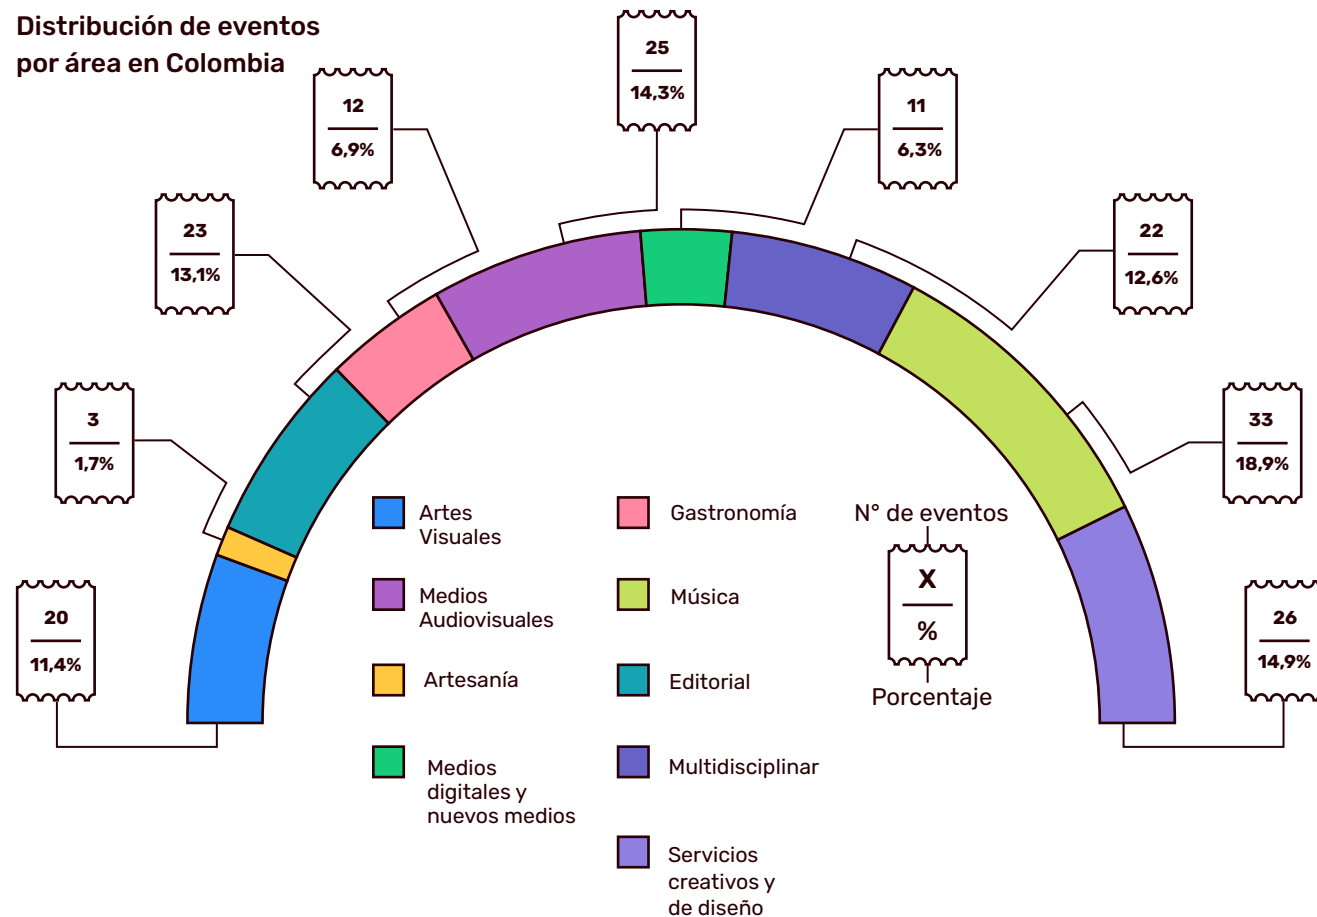 Distribución de eventos
por área en Colombia
25
14,3%
12
6,9%
11
6,3%
23
13,1%
22
12,6%
3
1,7%
33
18,9%
20
11,4%
26
14,9%
Artes
Visuales
Medios
Audiovisuales
Artesanía
Medios
digitales y
nuevos medios
Gastronomía
Música
Editorial
Multidisciplinar
Servicios
creativos y
de diseño
N° de eventos
X
%
Porcentaje